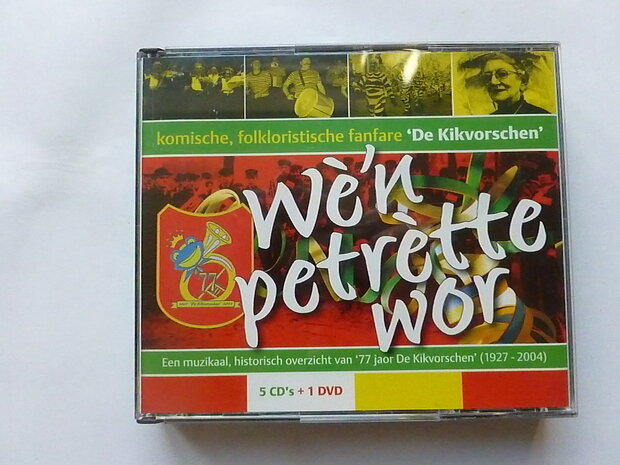 komische, folkloristische fanfare 'De Kikvorschen'
Wè'n
petrètte
wor
77
Een muzikaal, historisch overzicht van '77 jaor De Kikvorschen' (1927 - 2004)
5 CD's + 1 DVD